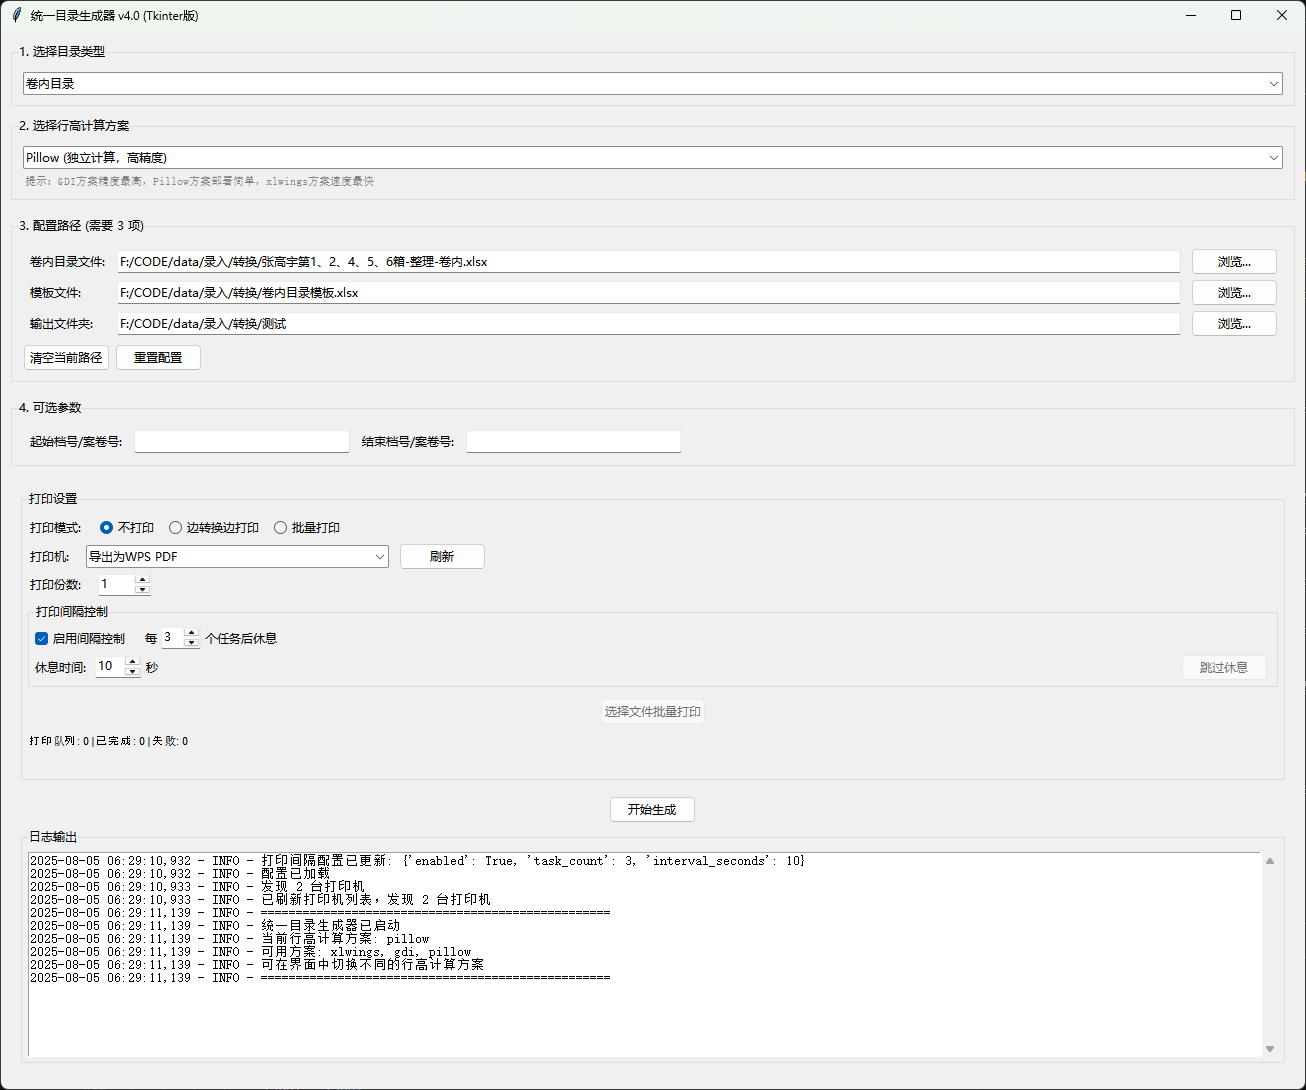 统一目录生成器 v4.0 (Tkinter版)
1. 选择目录类型
卷内目录
2. 选择行高计算方案
Pillow (独立计算，高精度)
提示：GDI方案精度最高，Pillow方案部署简单，xlwings方案速度最快
3. 配置路径 (需要 3 项)
卷内目录文件: F:/CODE/data/录入/转换/张高宇第1、2、4、5、6箱-整理-卷内.xlsx 浏览...
模板文件: F:/CODE/data/录入/转换/卷内目录模板.xlsx 浏览...
输出文件夹: F:/CODE/data/录入/转换/测试 浏览...
清空当前路径 重置配置
4. 可选参数
起始档号/案卷号: 结束档号/案卷号:
打印设置
打印模式: 不打印 边转换边打印 批量打印
打印机: 导出为WPS PDF 刷新
打印份数: 1
打印间隔控制
启用间隔控制 每 3 个任务后休息
休息时间: 10 秒 跳过休息
选择文件批量打印
打印队列: 0 | 已完成: 0 | 失败: 0
开始生成
日志输出
2025-08-05 06:29:10,932 - INFO - 打印间隔配置已更新: {'enabled': True, 'task_count': 3, 'interval_seconds': 10}
2025-08-05 06:29:10,932 - INFO - 配置已加载
2025-08-05 06:29:10,933 - INFO - 发现 2 台打印机
2025-08-05 06:29:10,933 - INFO - 已刷新打印机列表，发现 2 台打印机
2025-08-05 06:29:11,139 - INFO - ==================================================
2025-08-05 06:29:11,139 - INFO - 统一目录生成器已启动
2025-08-05 06:29:11,139 - INFO - 当前行高计算方案: pillow
2025-08-05 06:29:11,139 - INFO - 可用方案: xlwings, gdi, pillow
2025-08-05 06:29:11,139 - INFO - 可在界面中切换不同的行高计算方案
2025-08-05 06:29:11,139 - INFO - ==================================================